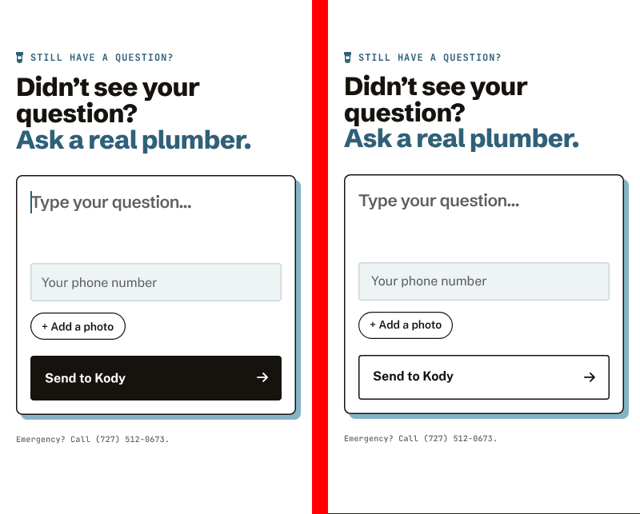 STILL HAVE A QUESTION?
Didn't see your
question?
Ask a real plumber.
Type your question...
Your phone number
+ Add a photo
Send to Kody →
Emergency? Call (727) 512-0673.
STILL HAVE A QUESTION?
Didn't see your
question?
Ask a real plumber.
Type your question...
Your phone number
+ Add a photo
Send to Kody →
Emergency? Call (727) 512-0673.